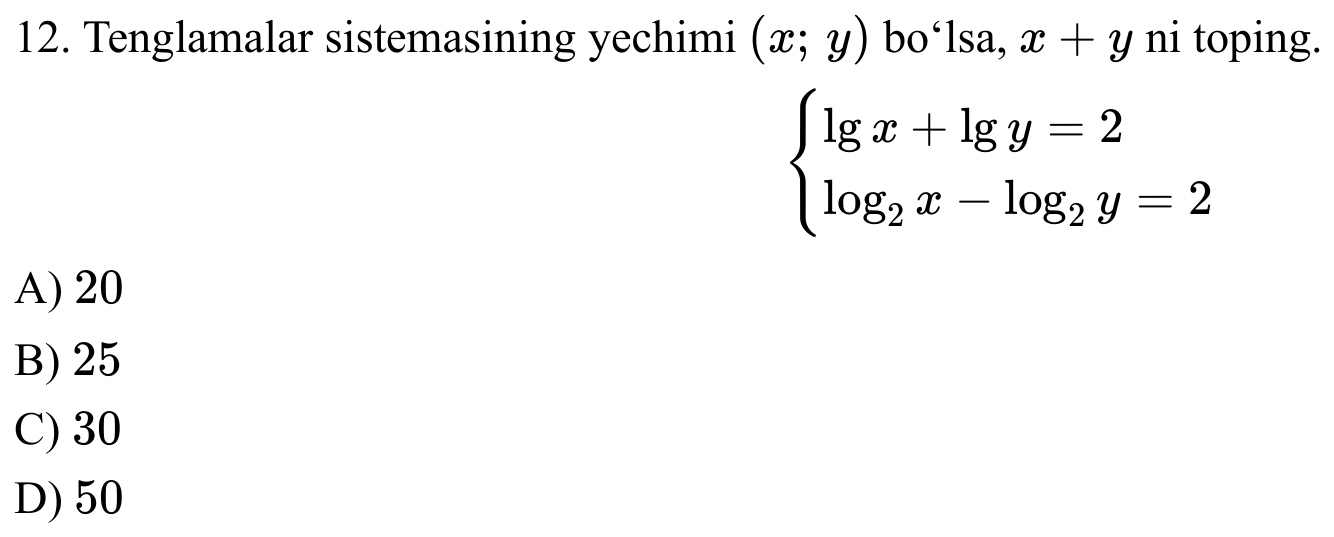 12. Tenglamalar sistemasining yechimi (x; y) bo‘lsa, x + y ni toping.
lg x + lg y = 2
log₂ x − log₂ y = 2
A) 20
B) 25
C) 30
D) 50